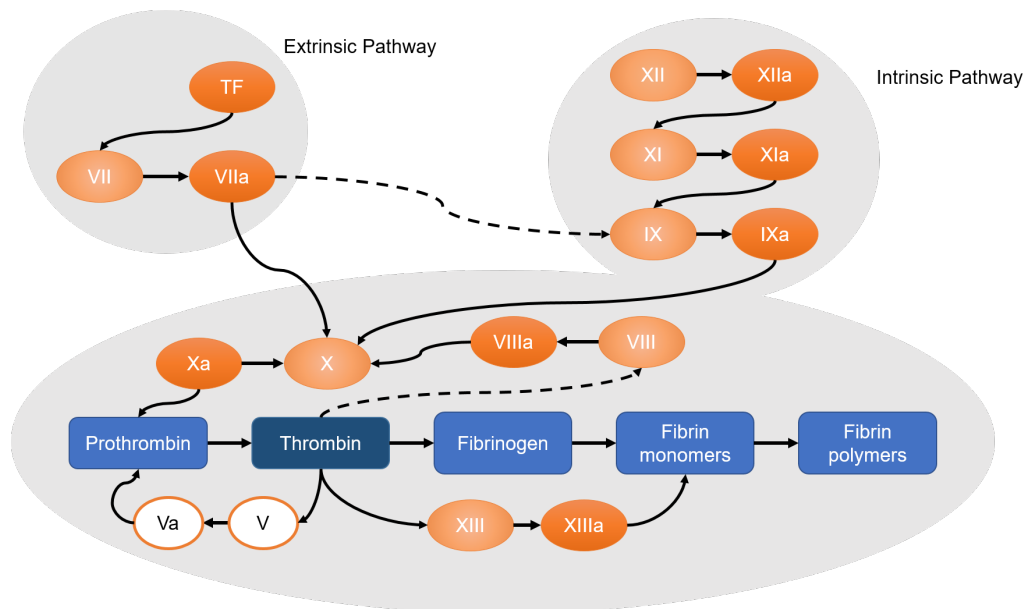 Extrinsic Pathway
Intrinsic Pathway
TF
VII
VIIa
XII
XIIa
XI
XIa
IX
IXa
Xa
X
VIIIa
VIII
Prothrombin
Thrombin
Fibrinogen
Fibrin
monomers
Fibrin
polymers
Va
V
XIII
XIIIa